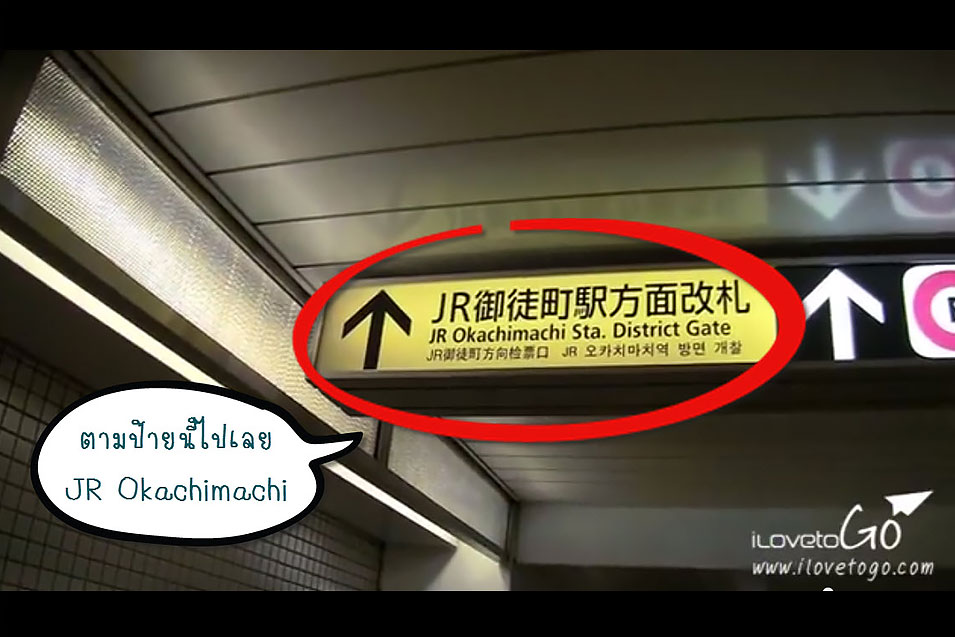 JR御徒町駅方面改札
JR Okachimachi Sta. District Gate
JR御徒町方向检票口 JR 오카치마치역 방면 개찰
ตามป้ายนี้ไปเลย
JR Okachimachi
iLovetoGo
www.ilovetogo.com